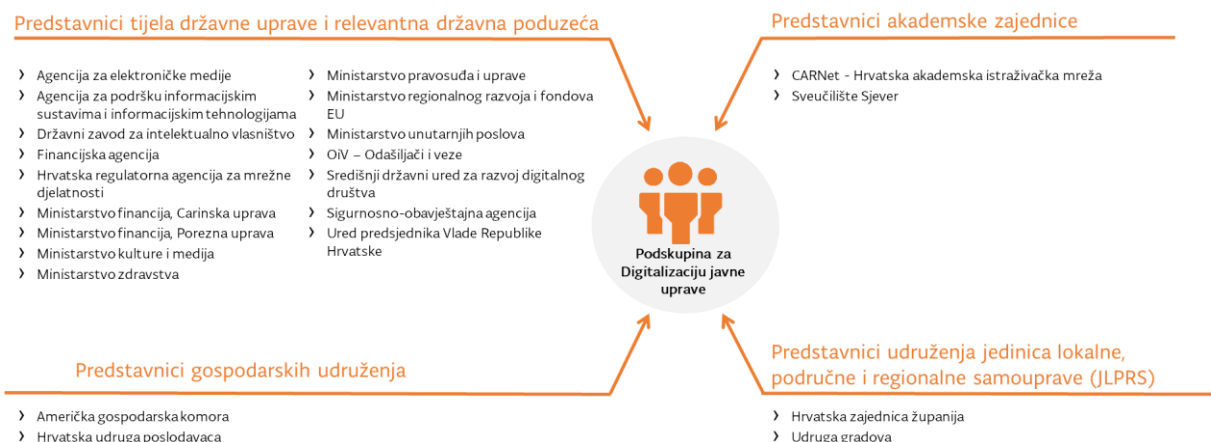 Predstavnici tijela državne uprave i relevantna državna poduzeća
❯ Agencija za elektroničke medije
❯ Agencija za podršku informacijskim
sustavima i informacijskim tehnologijama
❯ Državni zavod za intelektualno vlasništvo
❯ Financijska agencija
❯ Hrvatska regulatorna agencija za mrežne
djelatnosti
❯ Ministarstvo financija, Carinska uprava
❯ Ministarstvo financija, Porezna uprava
❯ Ministarstvo kulture i medija
❯ Ministarstvo zdravstva
❯ Ministarstvo pravosuđa i uprave
❯ Ministarstvo regionalnog razvoja i fondova
EU
❯ Ministarstvo unutarnjih poslova
❯ OiV – Odašiljači i veze
❯ Središnji državni ured za razvoj digitalnog
društva
❯ Sigurnosno-obavještajna agencija
❯ Ured predsjednika Vlade Republike
Hrvatske
Predstavnici akademske zajednice
❯ CARNet - Hrvatska akademska istraživačka mreža
❯ Sveučilište Sjever
Podskupina za
Digitalizaciju javne
uprave
Predstavnici gospodarskih udruženja
❯ Američka gospodarska komora
❯ Hrvatska udruga poslodavaca
Predstavnici udruženja jedinica lokalne,
područne i regionalne samouprave (JLPRS)
❯ Hrvatska zajednica županija
❯ Udruga gradova